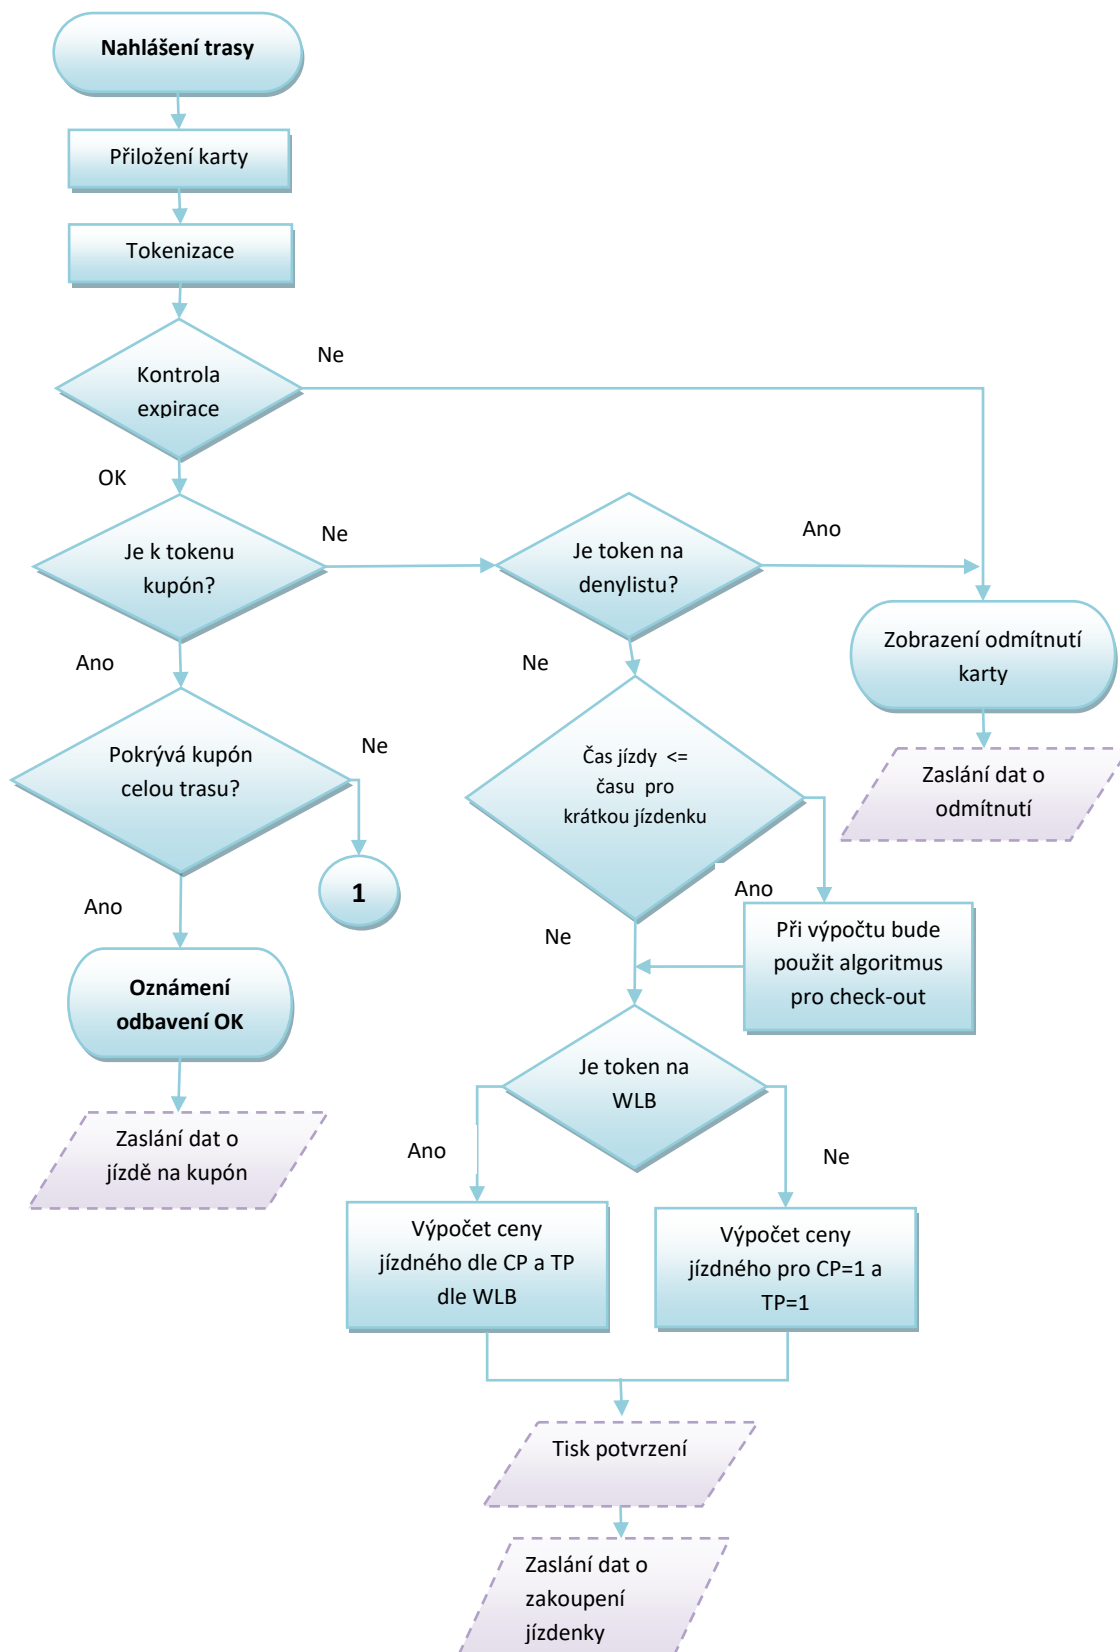 Nahlášení trasy
Přiložení karty
Tokenizace
Ne
Kontrola
expirace
OK
Je k tokenu
kupón?
Ne
Je token na
denylistu?
Ano
Zobrazení odmítnutí
karty
Ano
Ne
Pokrývá kupón
celou trasu?
Ne
Čas jízdy <=
času pro
krátkou jízdenku
Zaslání dat o
odmítnutí
1
Ano
Ano
Ne
Při výpočtu bude
použit algoritmus
pro check-out
Oznámení
odbavení OK
Je token na
WLB
Zaslání dat o
jízdě na kupón
Ano
Ne
Výpočet ceny
jízdného dle CP a TP
dle WLB
Výpočet ceny
jízdného pro CP=1 a
TP=1
Tisk potvrzení
Zaslání dat o
zakoupení
jízdenky